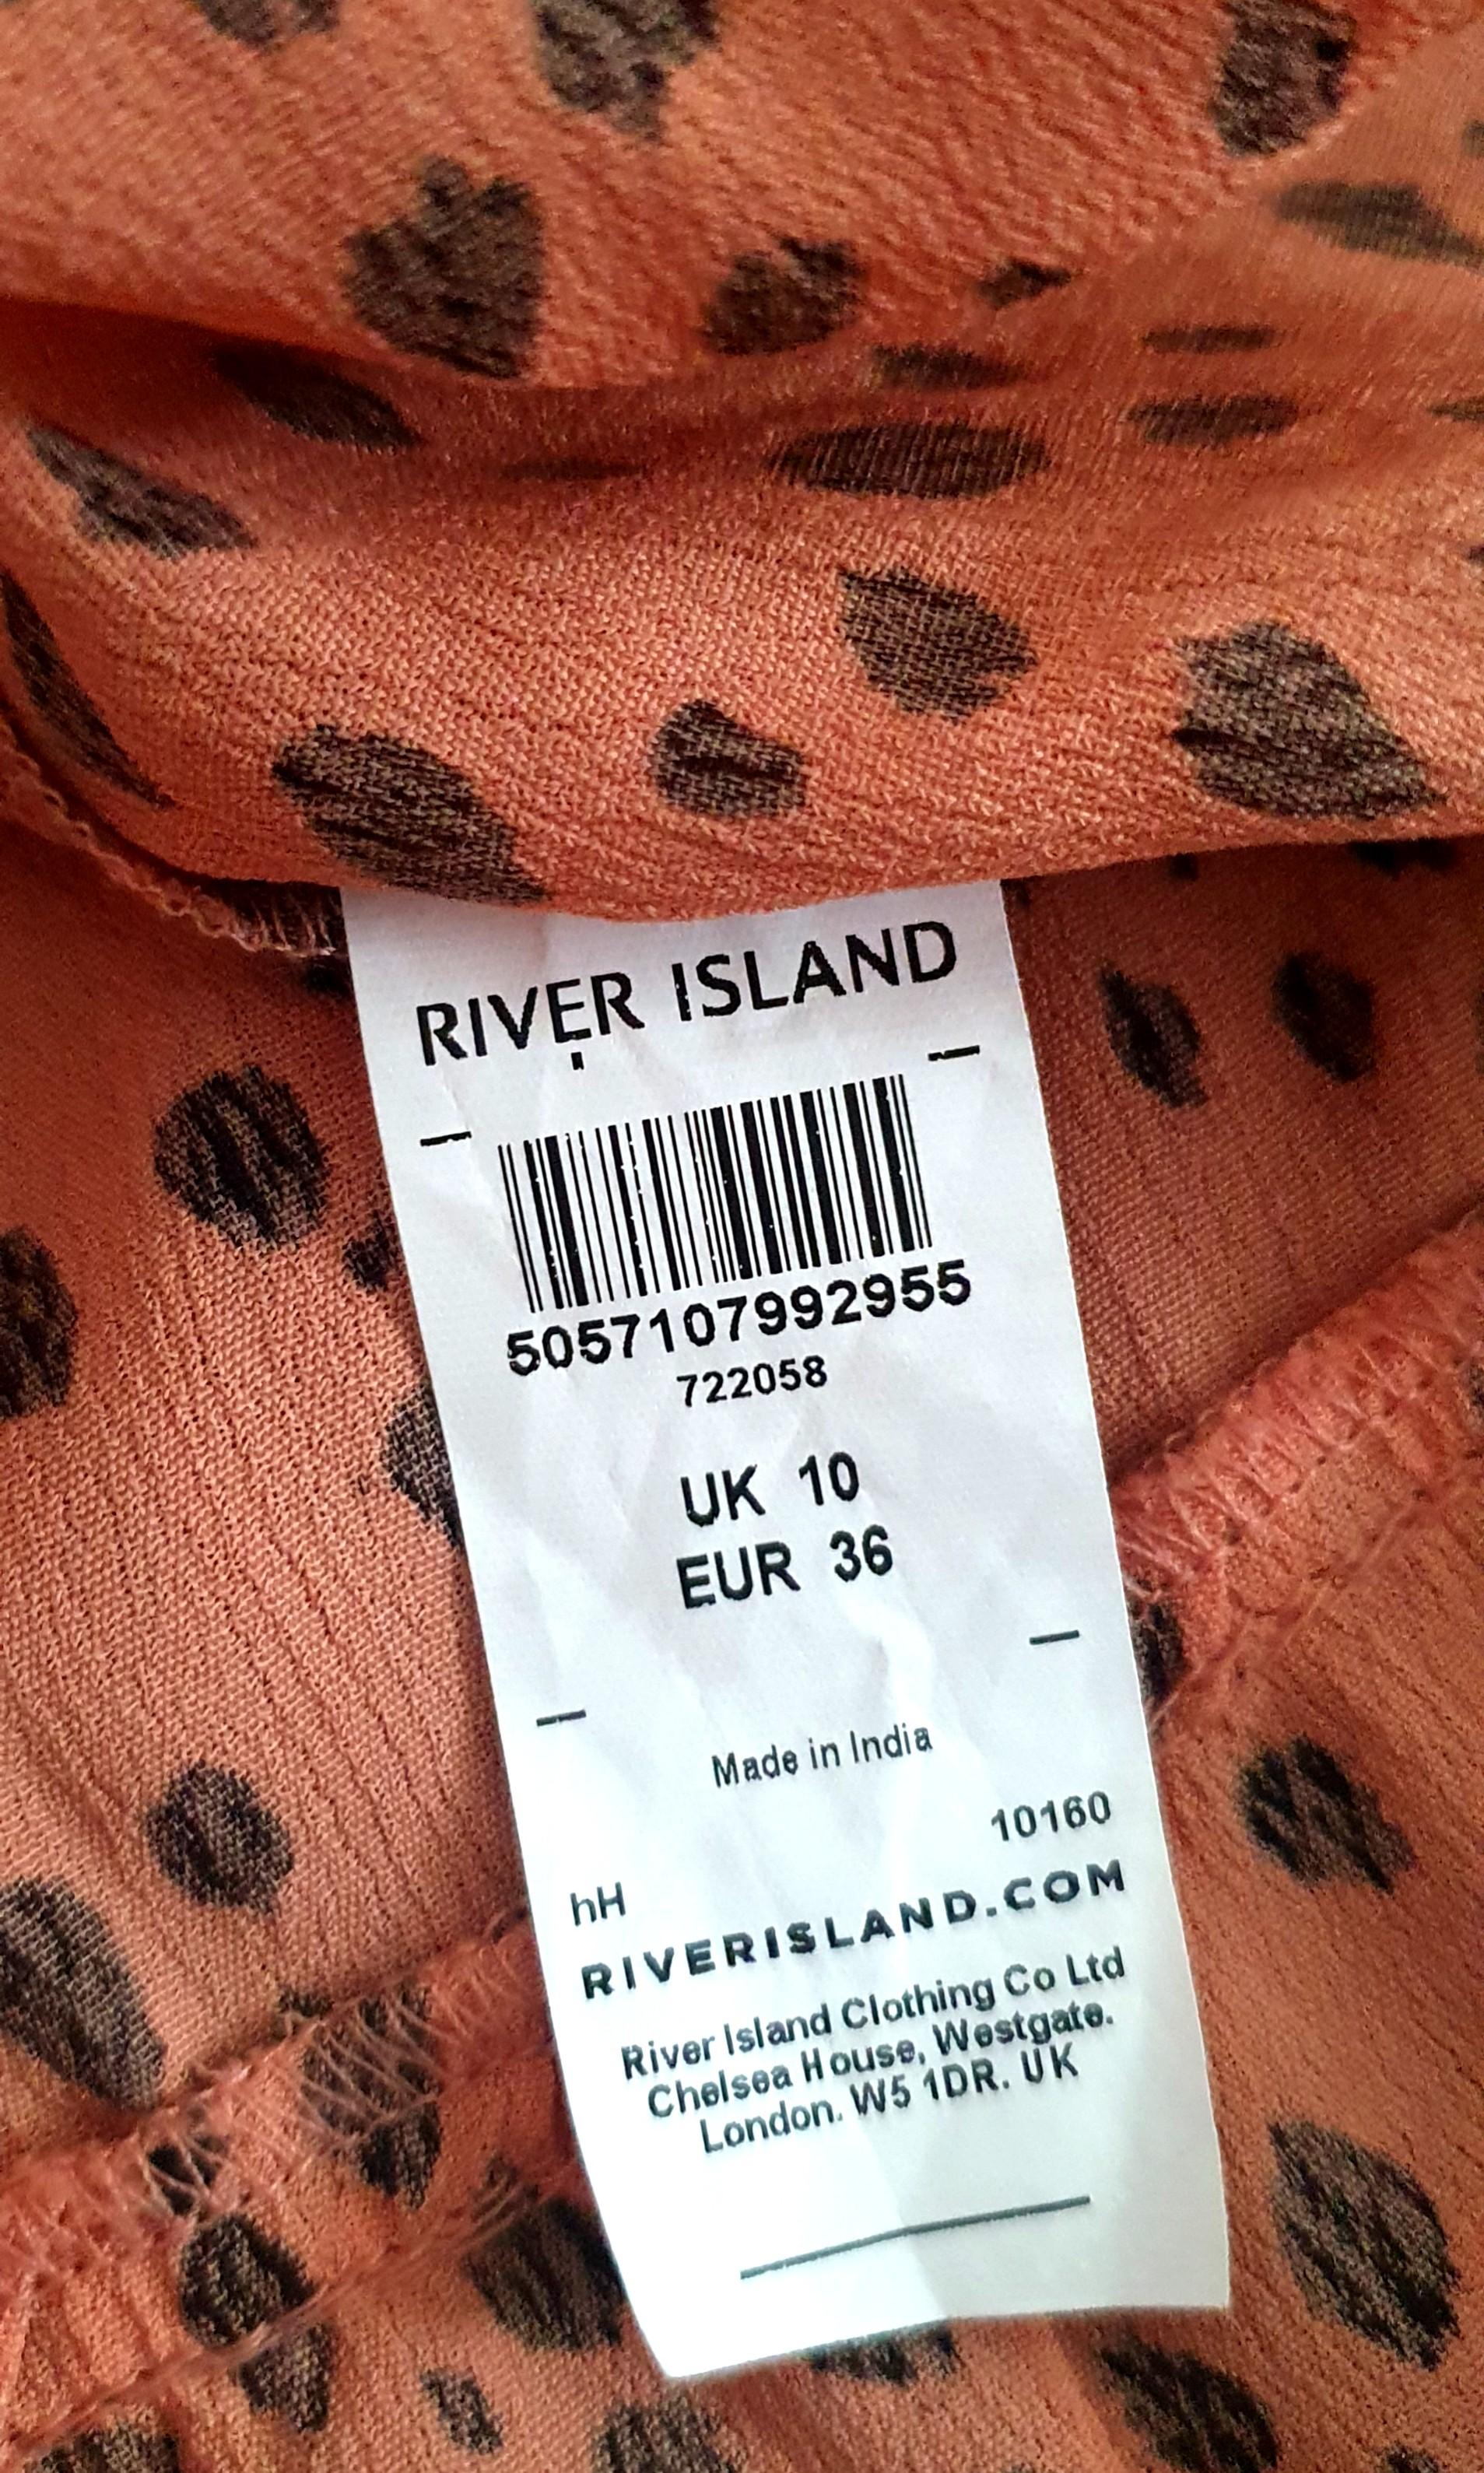 RIVER ISLAND
5057107992955
722058
UK 10
EUR 36
Made in India
10160
hH
RIVERISLAND.COM
River Island Clothing Co Ltd
Chelsea House, Westgate.
London. W5 1DR. UK